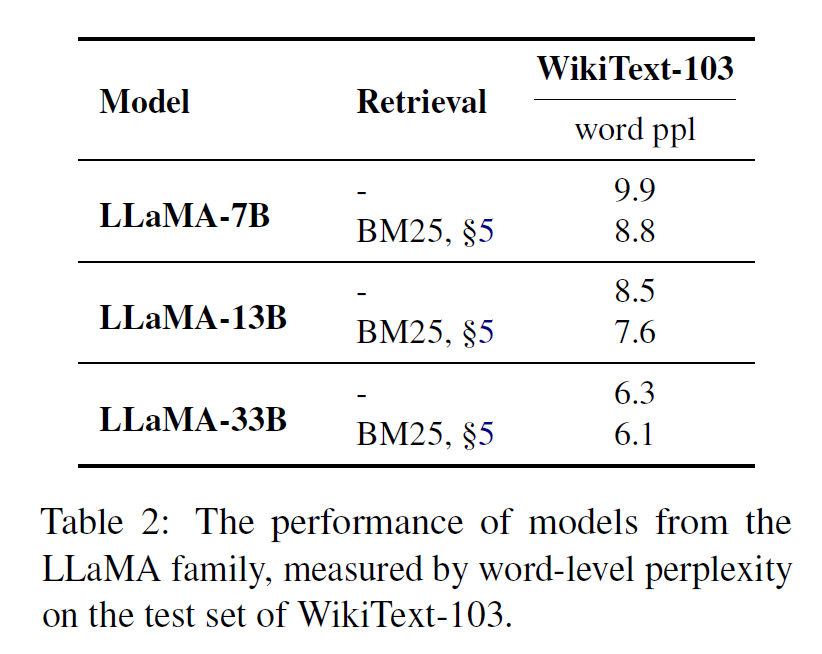 Model Retrieval WikiText-103
word ppl
LLaMA-7B - 9.9
BM25, §5 8.8
LLaMA-13B - 8.5
BM25, §5 7.6
LLaMA-33B - 6.3
BM25, §5 6.1
Table 2: The performance of models from the
LLaMA family, measured by word-level perplexity
on the test set of WikiText-103.